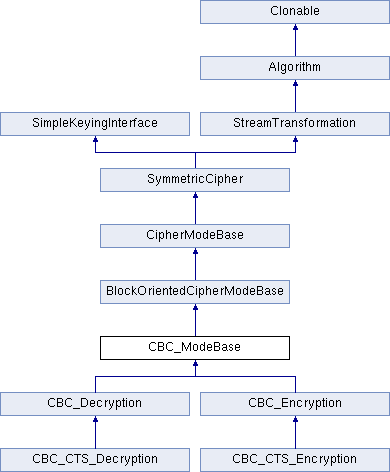 Clonable
Algorithm
SimpleKeyingInterface
StreamTransformation
SymmetricCipher
CipherModeBase
BlockOrientedCipherModeBase
CBC_ModeBase
CBC_Decryption
CBC_Encryption
CBC_CTS_Decryption
CBC_CTS_Encryption